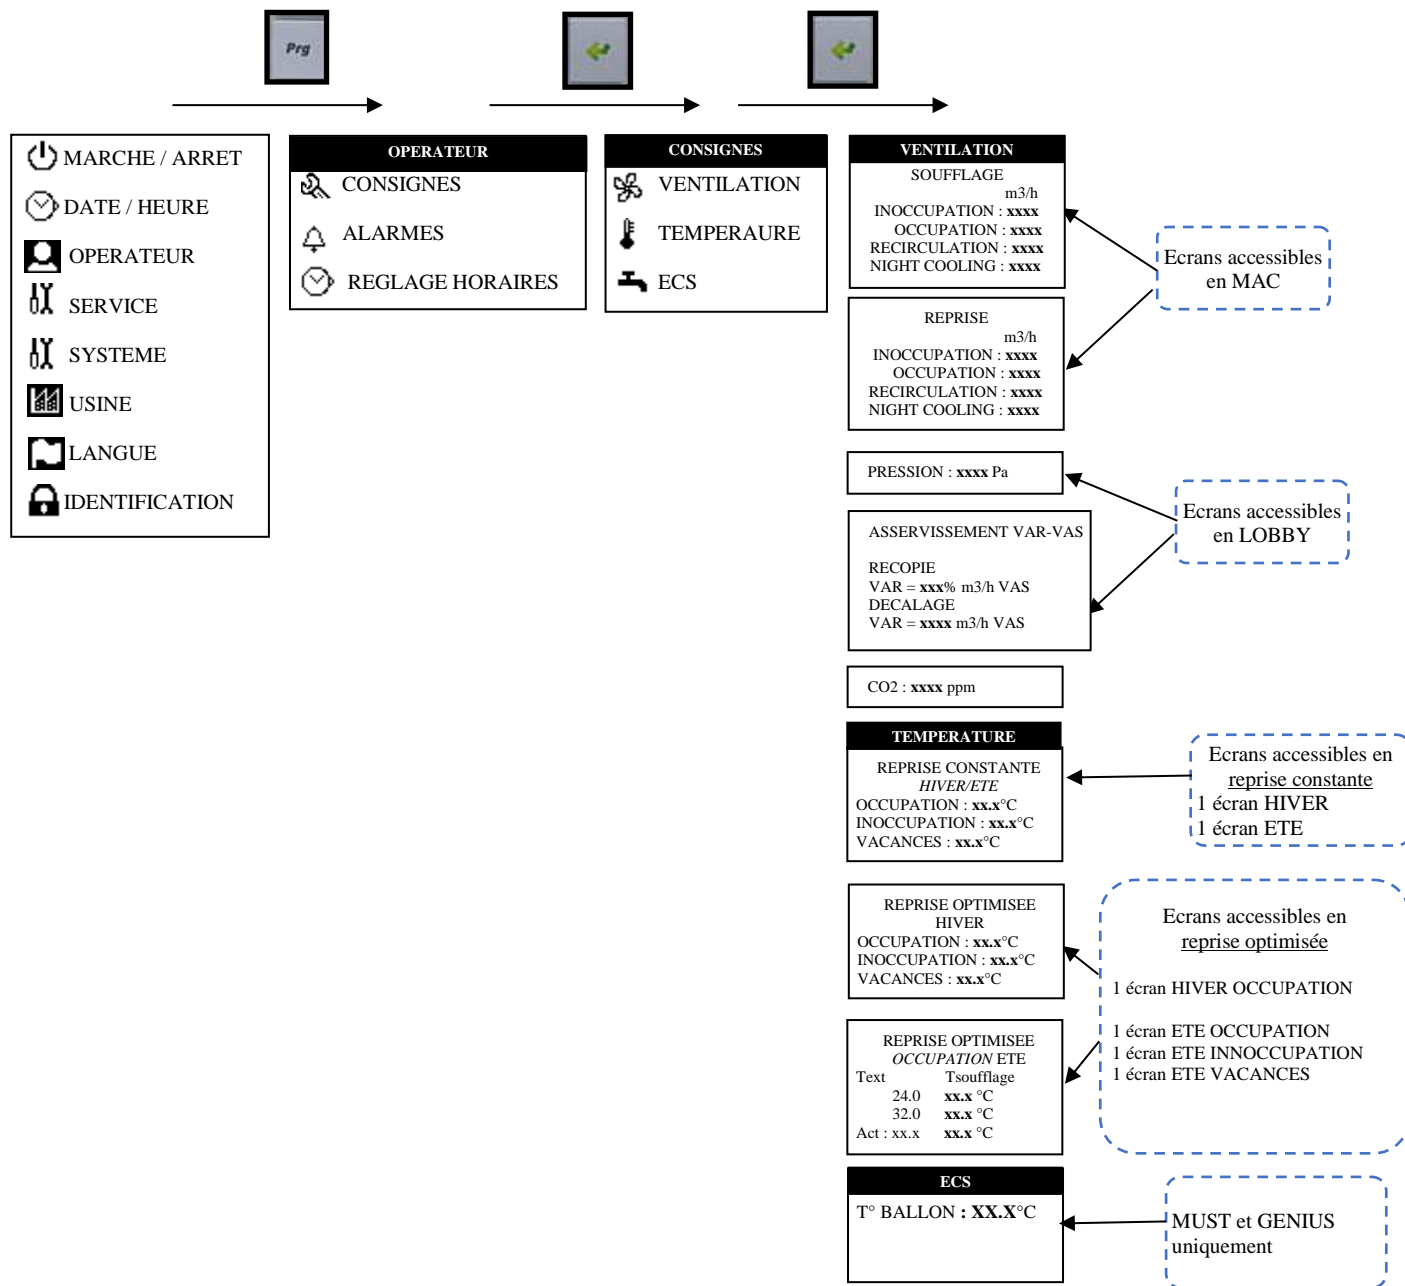 Prg
MARCHE / ARRET
DATE / HEURE
OPERATEUR
SERVICE
SYSTEME
USINE
LANGUE
IDENTIFICATION
OPERATEUR
CONSIGNES
ALARMES
REGLAGE HORAIRES
CONSIGNES
VENTILATION
TEMPERAURE
ECS
VENTILATION
SOUFFLAGE
m3/h
INOCCUPATION : xxxx
OCCUPATION : xxxx
RECIRCULATION : xxxx
NIGHT COOLING : xxxx
REPRISE
m3/h
INOCCUPATION : xxxx
OCCUPATION : xxxx
RECIRCULATION : xxxx
NIGHT COOLING : xxxx
Ecrans accessibles
en MAC
PRESSION : xxxx Pa
ASSERVISSEMENT VAR-VAS
RECOPIE
VAR = xxx% m3/h VAS
DECALAGE
VAR = xxxx m3/h VAS
Ecrans accessibles
en LOBBY
CO2 : xxxx ppm
TEMPERATURE
REPRISE CONSTANTE
HIVER/ETE
OCCUPATION : xx.x°C
INOCCUPATION : xx.x°C
VACANCES : xx.x°C
Ecrans accessibles en
reprise constante
1 écran HIVER
1 écran ETE
REPRISE OPTIMISEE
HIVER
OCCUPATION : xx.x°C
INOCCUPATION : xx.x°C
VACANCES : xx.x°C
REPRISE OPTIMISEE
OCCUPATION ETE
Text Tsoufflage
24.0 xx.x °C
32.0 xx.x °C
Act : xx.x xx.x °C
Ecrans accessibles en
reprise optimisée
1 écran HIVER OCCUPATION
1 écran ETE OCCUPATION
1 écran ETE INNOCCUPATION
1 écran ETE VACANCES
ECS
T° BALLON : XX.X°C
MUST et GENIUS
uniquement